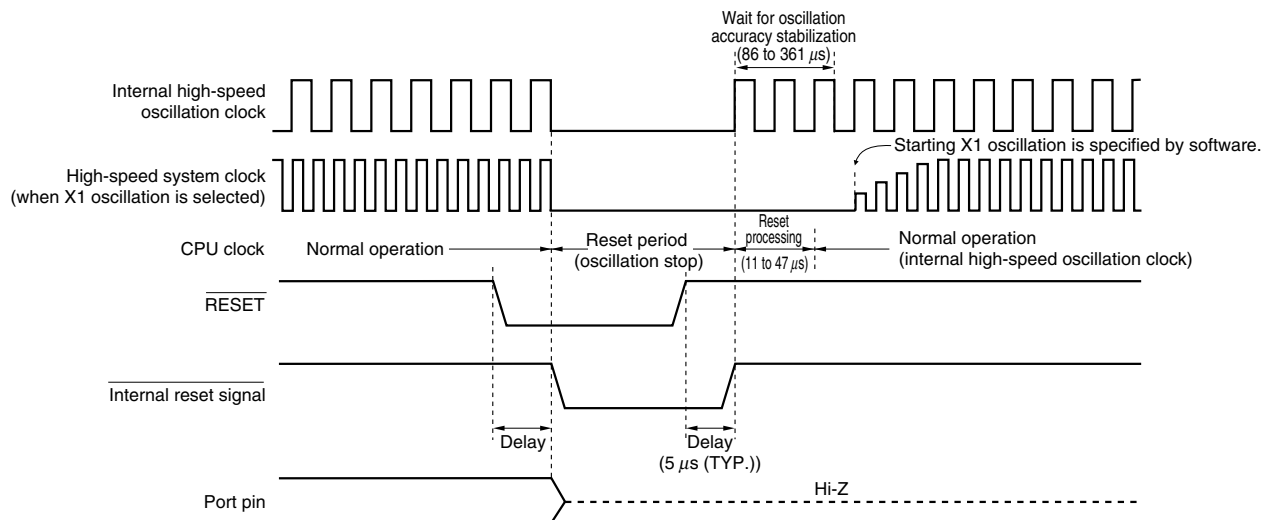 Wait for oscillation
accuracy stabilization
(86 to 361 μs)
Internal high-speed
oscillation clock
Starting X1 oscillation is specified by software.
High-speed system clock
(when X1 oscillation is selected)
CPU clock
Normal operation
Reset period
(oscillation stop)
Reset
processing
(11 to 47 μs)
Normal operation
(internal high-speed oscillation clock)
RESET
Internal reset signal
Delay
Delay
(5 μs (TYP.))
Port pin
Hi-Z